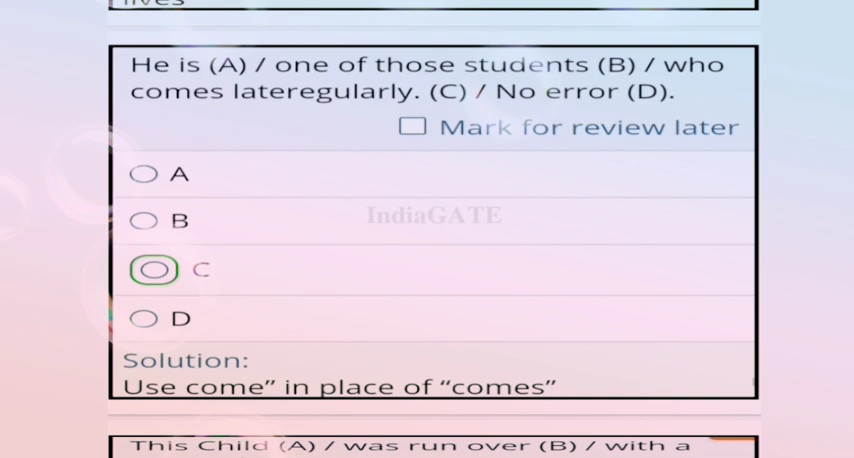 lives
He is (A) / one of those students (B) / who
comes lateregularly. (C) / No error (D).
Mark for review later
A
B
IndiaGATE
C
D
Solution:
Use come” in place of “comes”
This Child (A) / was run over (B) / with a